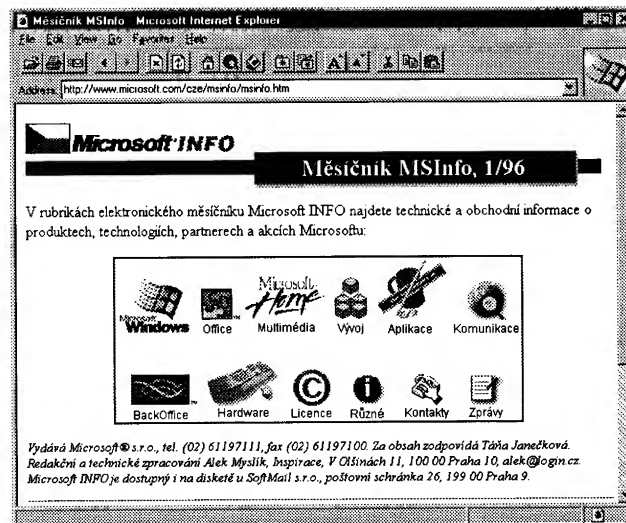 Měsíčník MSInfo - Microsoft Internet Explorer
File Edit View Go Favorites Help
Address: http://www.microsoft.com/cze/msinfo/msinfo.htm
Microsoft INFO
Měsíčník MSInfo, 1/96
V rubrikách elektronického měsíčníku Microsoft INFO najdete technické a obchodní informace o
produktech, technologiích, partnerech a akcích Microsoftu:
Microsoft Windows
Office
Microsoft Home
Multimédia
Vývoj
Aplikace
Komunikace
BackOffice
Hardware
Licence
Různé
Kontakty
Zprávy
Vydává Microsoft® s.r.o., tel. (02) 61197111, fax (02) 61197100. Za obsah zodpovídá Táňa Janečková.
Redakční a technické zpracování Alek Myslík, Inspirace, V Olšinách 11, 100 00 Praha 10, alek@login.cz.
Microsoft INFO je dostupný i na disketě u SoftMail s.r.o., poštovní schránka 26, 199 00 Praha 9.